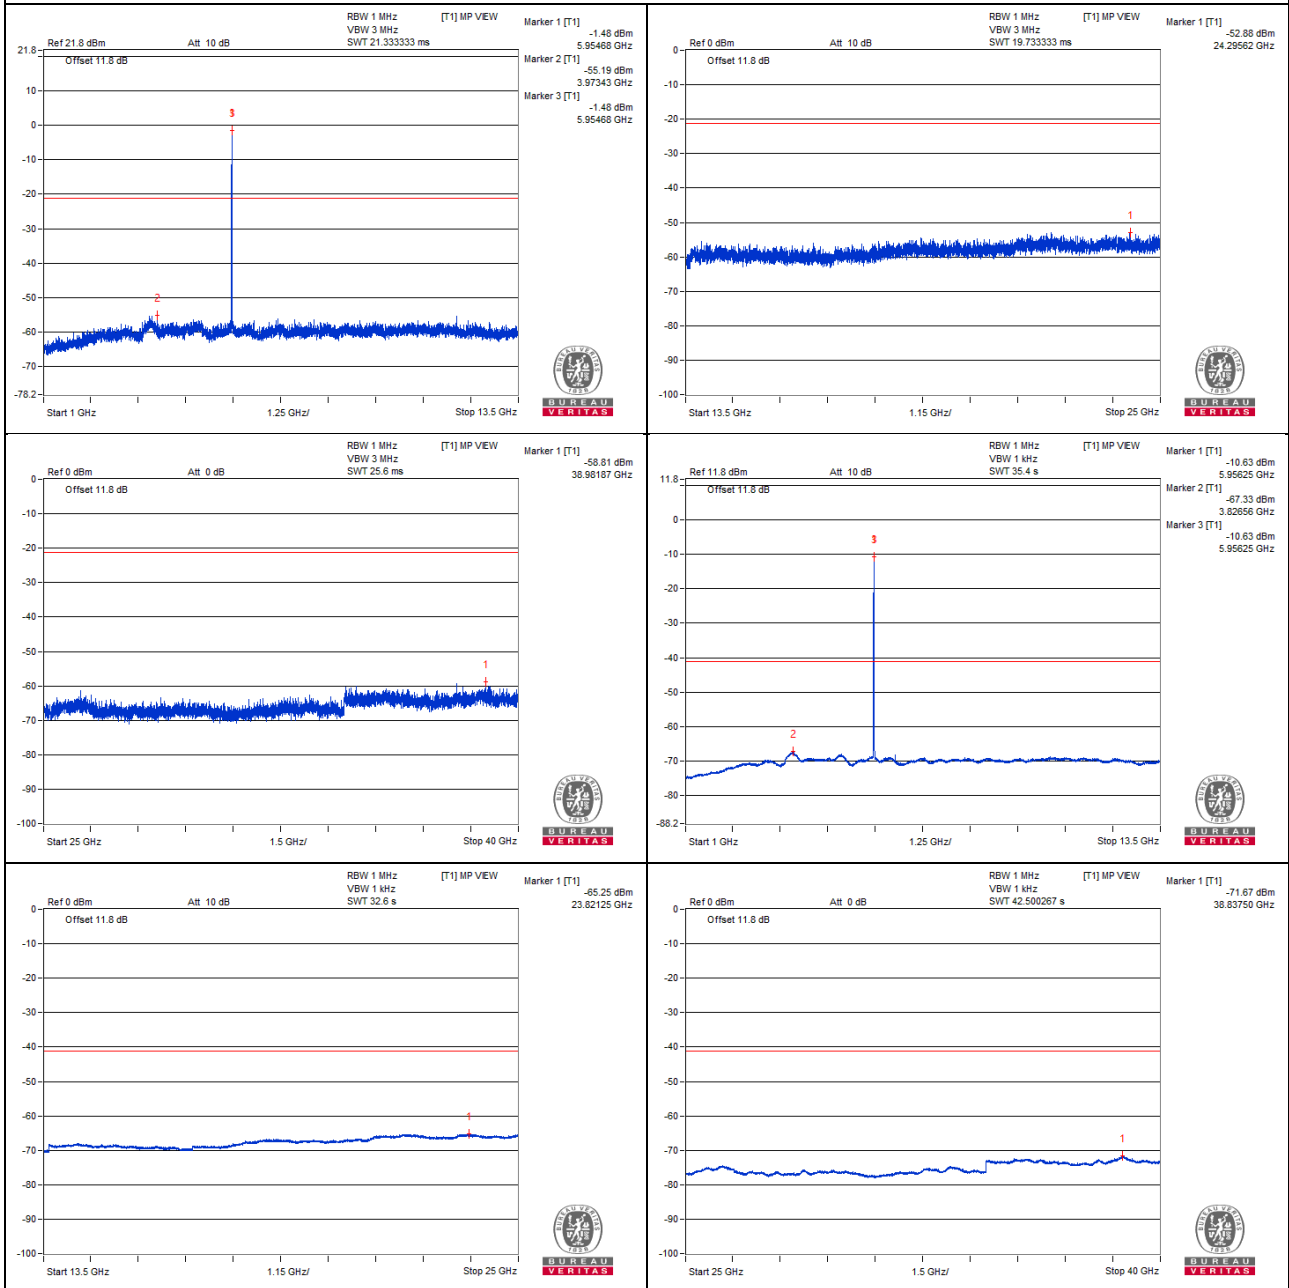 RBW 1 MHz [T1] MP VIEW
VBW 3 MHz
Ref 21.8 dBm Att 10 dB SWT 21.333333 ms
Offset 11.8 dB
Marker 1 [T1]
-1.48 dBm
5.95468 GHz
Marker 2 [T1]
-55.19 dBm
3.97343 GHz
Marker 3 [T1]
-1.48 dBm
5.95468 GHz
21.8
10
0
-10
-20
-30
-40
-50
-60
-70
-78.2
2
Start 1 GHz 1.25 GHz/ Stop 13.5 GHz
BUREAU VERITAS
1828
BUREAU
VERITAS
RBW 1 MHz [T1] MP VIEW
VBW 3 MHz
Ref 0 dBm Att 10 dB SWT 19.733333 ms
Offset 11.8 dB
Marker 1 [T1]
-52.88 dBm
24.29562 GHz
0
-10
-20
-30
-40
-50
-60
-70
-80
-90
-100
1
Start 13.5 GHz 1.15 GHz/ Stop 25 GHz
BUREAU VERITAS
1828
BUREAU
VERITAS
RBW 1 MHz [T1] MP VIEW
VBW 3 MHz
Ref 0 dBm Att 0 dB SWT 25.6 ms
Offset 11.8 dB
Marker 1 [T1]
-58.81 dBm
38.98187 GHz
0
-10
-20
-30
-40
-50
-60
-70
-80
-90
-100
1
Start 25 GHz 1.5 GHz/ Stop 40 GHz
BUREAU VERITAS
1828
BUREAU
VERITAS
RBW 1 MHz [T1] MP VIEW
VBW 1 kHz
Ref 11.8 dBm Att 10 dB SWT 35.4 s
Offset 11.8 dB
Marker 1 [T1]
-10.63 dBm
5.95625 GHz
Marker 2 [T1]
-67.33 dBm
3.82656 GHz
Marker 3 [T1]
-10.63 dBm
5.95625 GHz
11.8
0
-10
-20
-30
-40
-50
-60
-70
-80
-88.2
2
Start 1 GHz 1.25 GHz/ Stop 13.5 GHz
BUREAU VERITAS
1828
BUREAU
VERITAS
RBW 1 MHz [T1] MP VIEW
VBW 1 kHz
Ref 0 dBm Att 10 dB SWT 32.6 s
Offset 11.8 dB
Marker 1 [T1]
-65.25 dBm
23.82125 GHz
0
-10
-20
-30
-40
-50
-60
-70
-80
-90
-100
1
Start 13.5 GHz 1.15 GHz/ Stop 25 GHz
BUREAU VERITAS
1828
BUREAU
VERITAS
RBW 1 MHz [T1] MP VIEW
VBW 1 kHz
Ref 0 dBm Att 0 dB SWT 42.500267 s
Offset 11.8 dB
Marker 1 [T1]
-71.67 dBm
38.83750 GHz
0
-10
-20
-30
-40
-50
-60
-70
-80
-90
-100
1
Start 25 GHz 1.5 GHz/ Stop 40 GHz
BUREAU VERITAS
1828
BUREAU
VERITAS